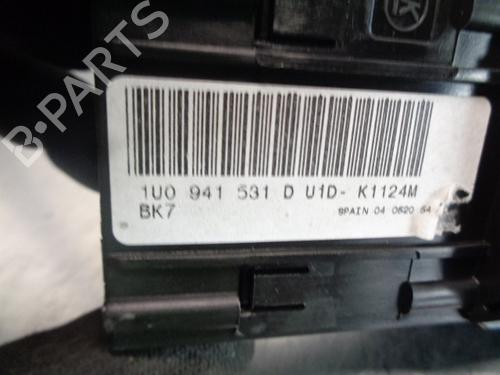 B-PARTS
K
1U0 941 531 D U1D- K1124M
BK7
SPAIN 04 0620 54